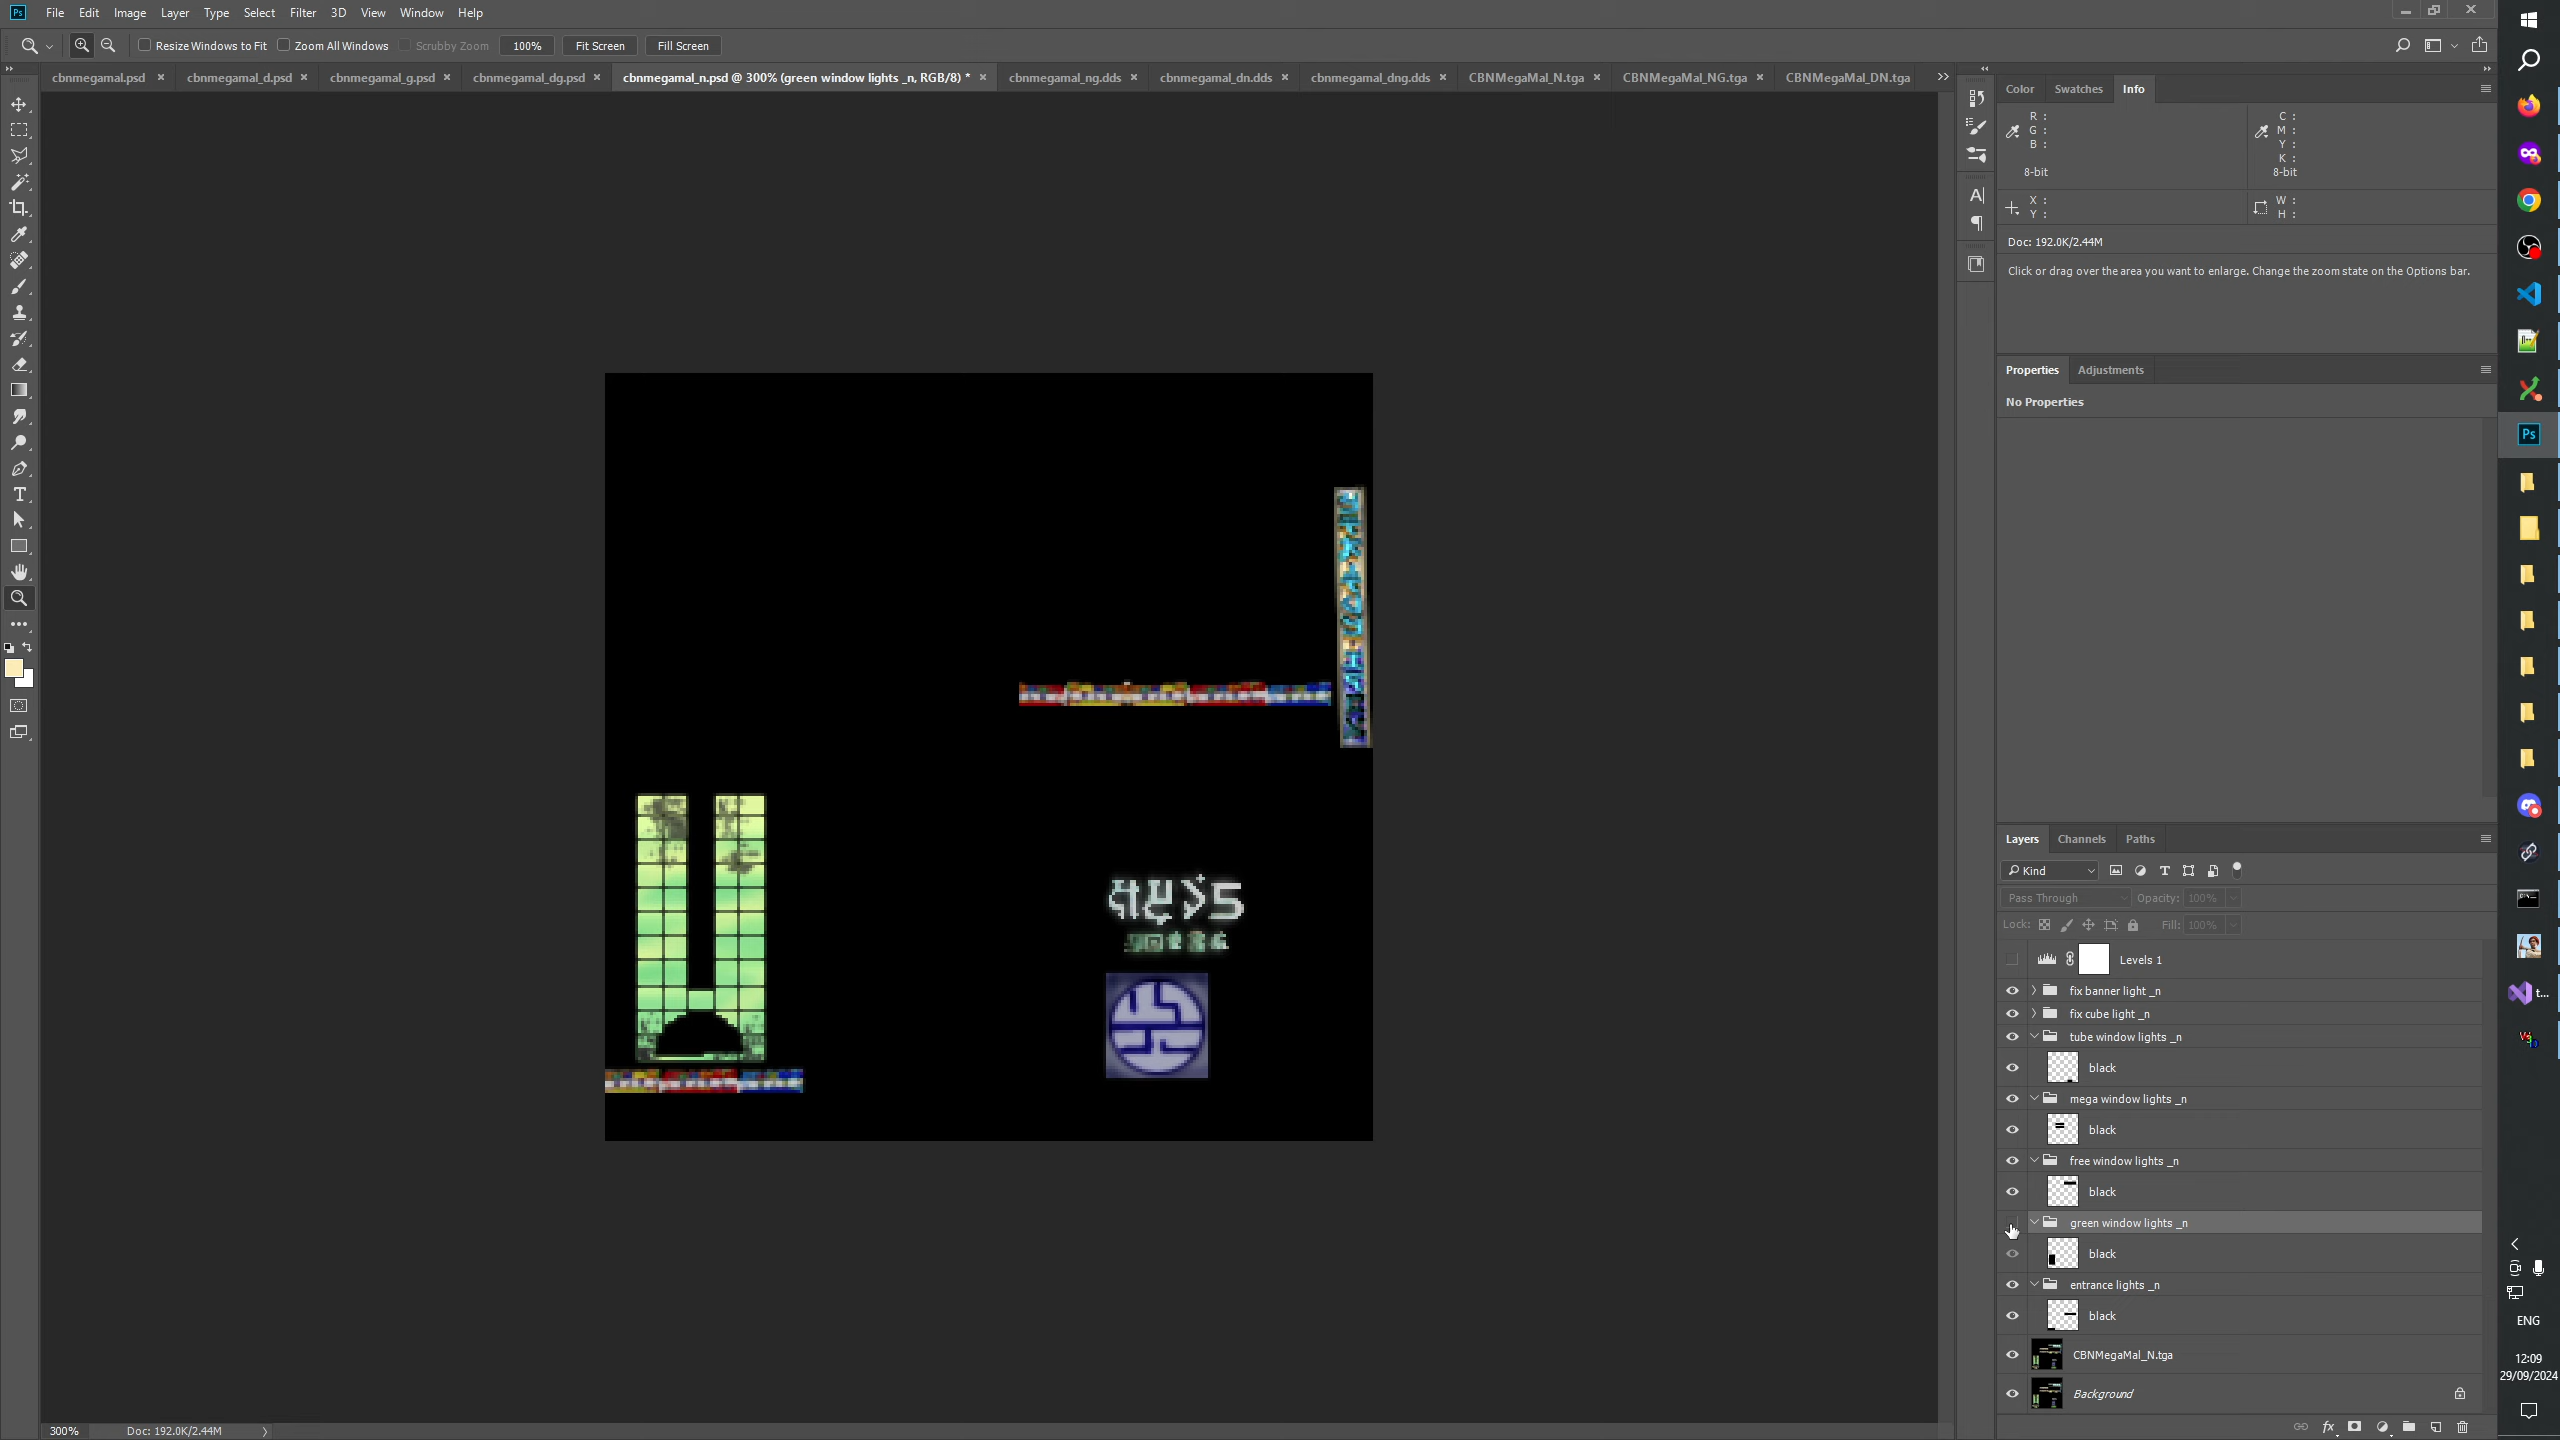 Ps File Edit Image Layer Type Select Filter 3D View Window Help
Resize Windows to Fit Zoom All Windows Scrubby Zoom 100% Fit Screen Fill Screen
cbnmegamal.psd cbnmegamal_d.psd cbnmegamal_g.psd cbnmegamal_dg.psd cbnmegamal_n.psd @ 300% (green window lights _n, RGB/8) * cbnmegamal_ng.dds cbnmegamal_dn.dds cbnmegamal_dng.dds CBNMegaMal_N.tga CBNMegaMal_NG.tga CBNMegaMal_DN.tga
Color Swatches Info
R :
G :
B :
8-bit
C :
M :
Y :
K :
8-bit
X :
Y :
W :
H :
Doc: 192.0K/2.44M
Click or drag over the area you want to enlarge. Change the zoom state on the Options bar.
Properties Adjustments
No Properties
Ps
Layers Channels Paths
Kind
Pass Through Opacity: 100%
Lock: Fill: 100%
Levels 1
fix banner light _n
fix cube light _n
tube window lights _n
black
mega window lights _n
black
free window lights _n
black
green window lights _n
black
entrance lights _n
black
CBNMegaMal_N.tga
Background
t...
ENG
12:09
29/09/2024
300% Doc: 192.0K/2.44M